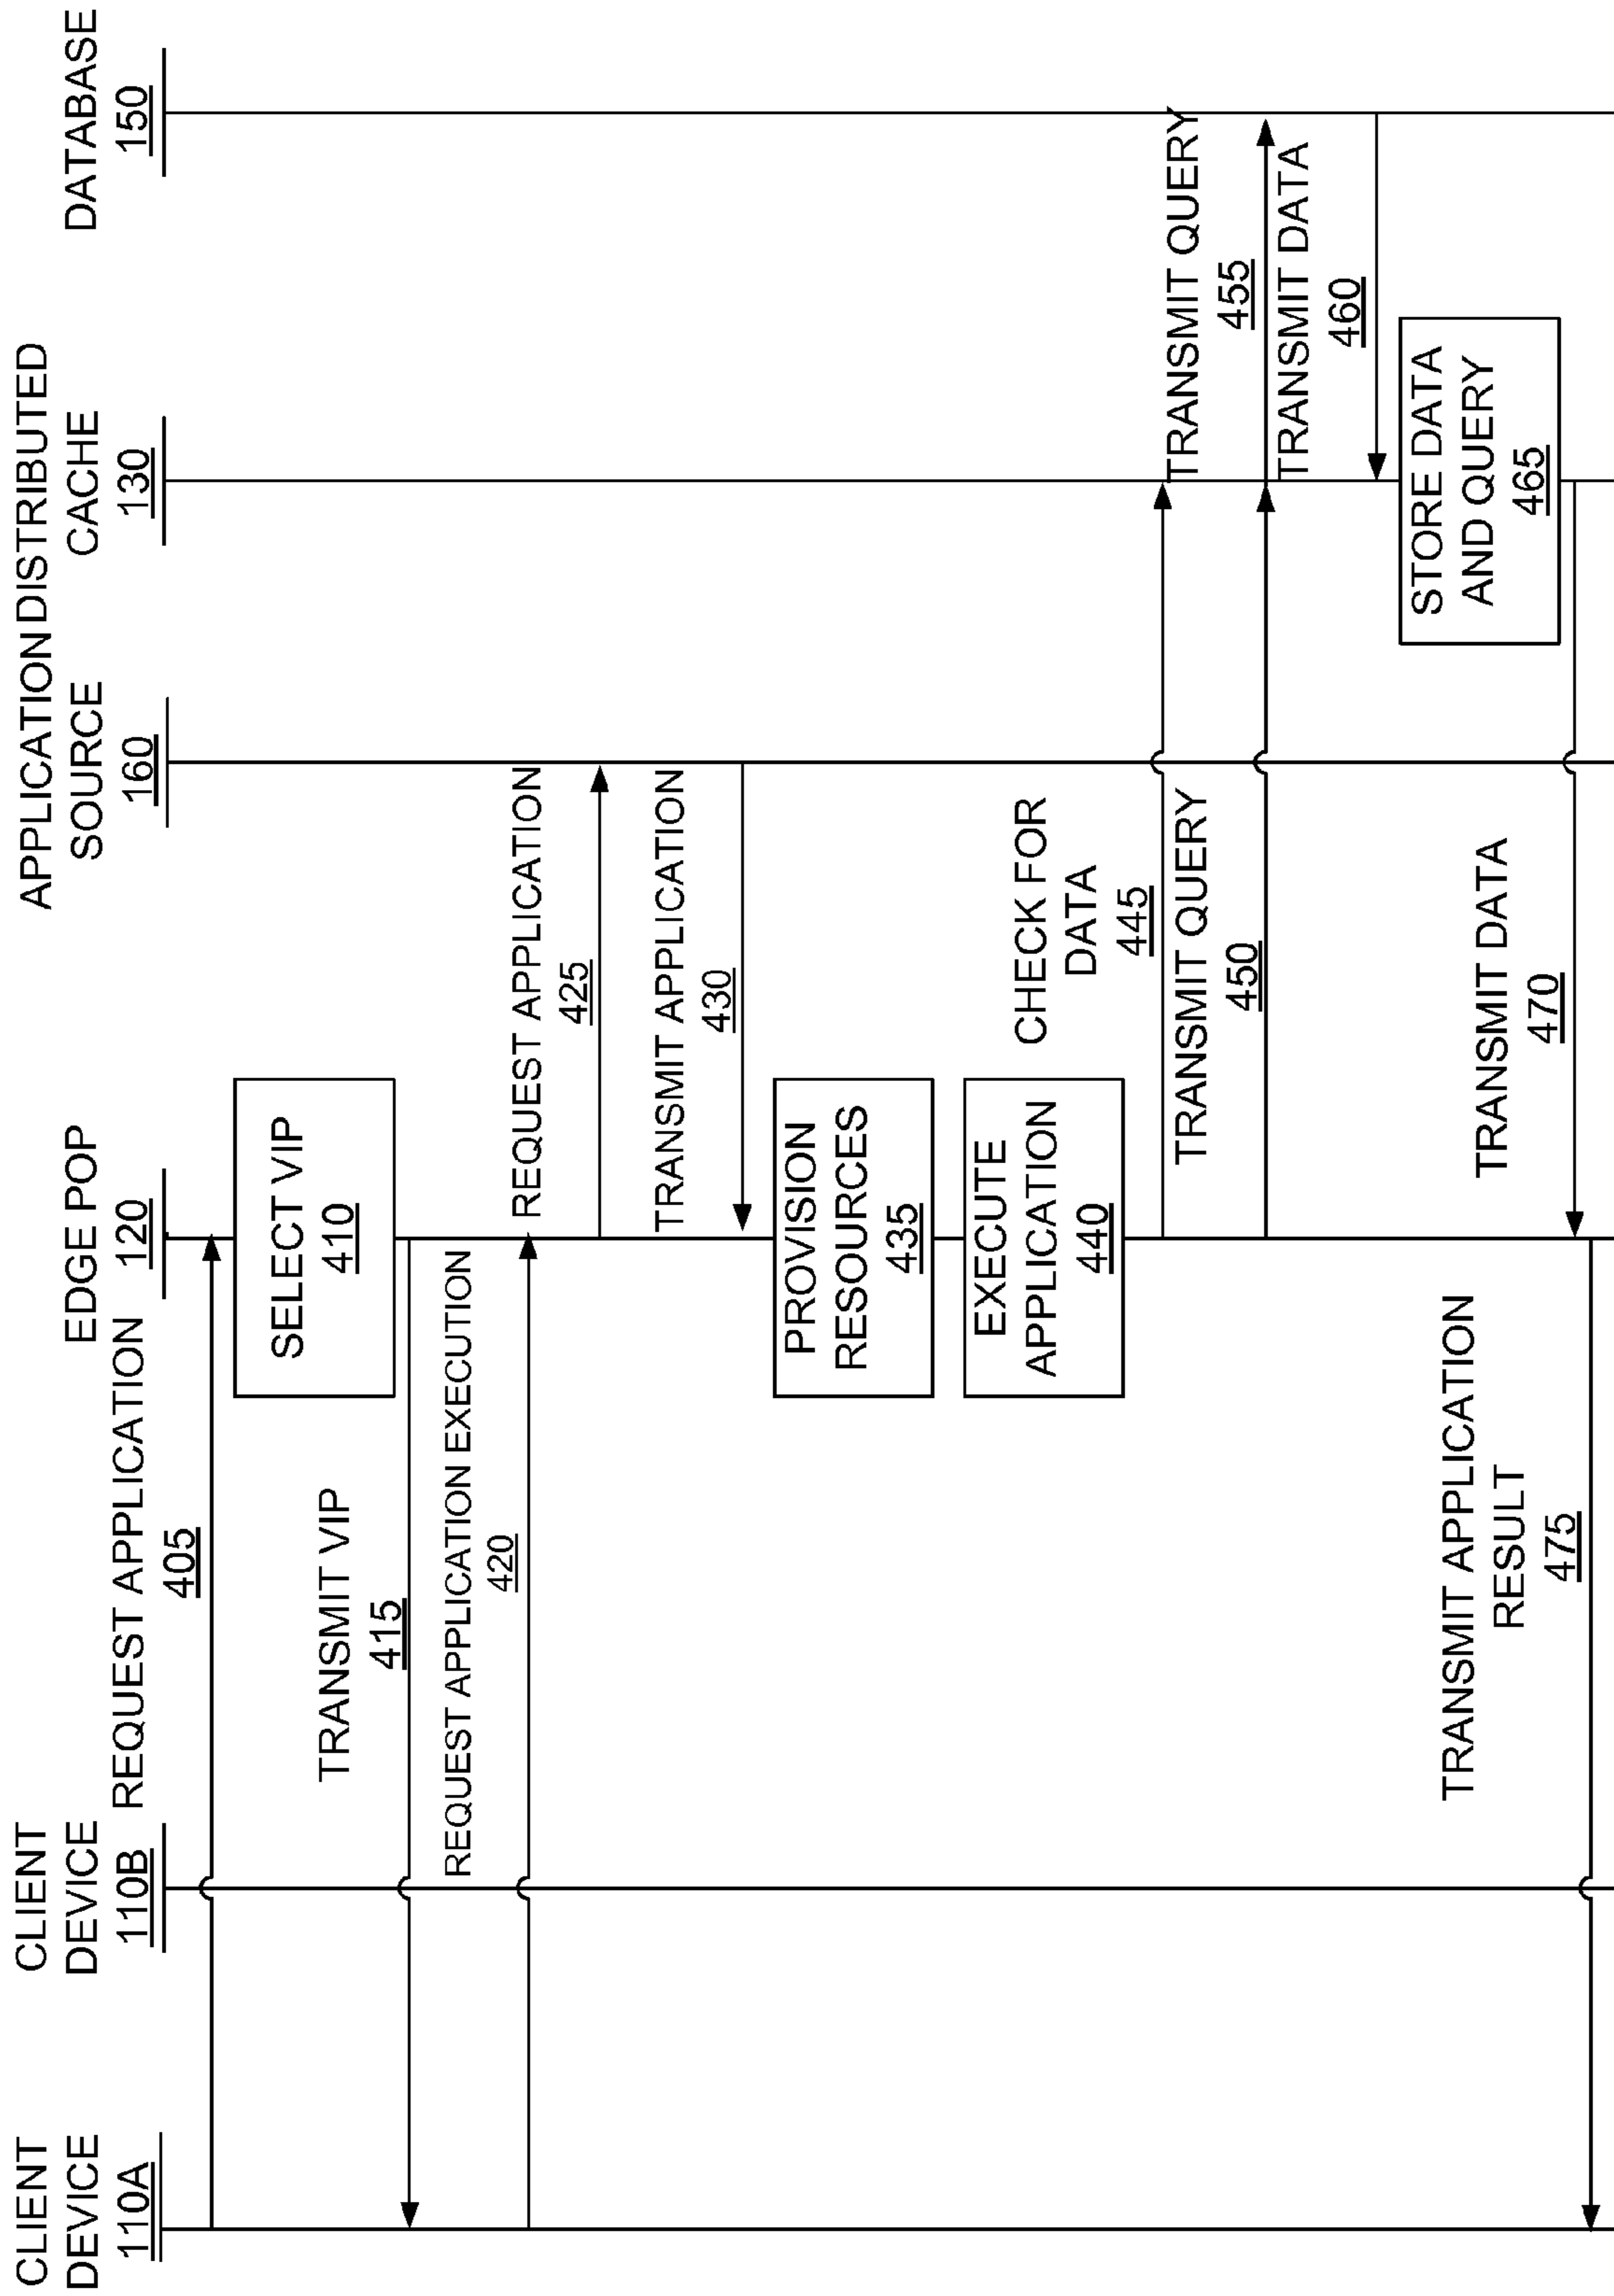 CLIENT
DEVICE
110A
CLIENT
DEVICE
110B
EDGE POP
120
APPLICATION
SOURCE
160
DISTRIBUTED
CACHE
130
DATABASE
150
REQUEST APPLICATION
405
SELECT VIP
410
TRANSMIT VIP
415
REQUEST APPLICATION EXECUTION
420
REQUEST APPLICATION
425
TRANSMIT APPLICATION
430
PROVISION
RESOURCES
435
EXECUTE
APPLICATION
440
CHECK FOR
DATA
445
TRANSMIT QUERY
450
TRANSMIT QUERY
455
TRANSMIT DATA
460
STORE DATA
AND QUERY
465
TRANSMIT DATA
470
TRANSMIT APPLICATION
RESULT
475